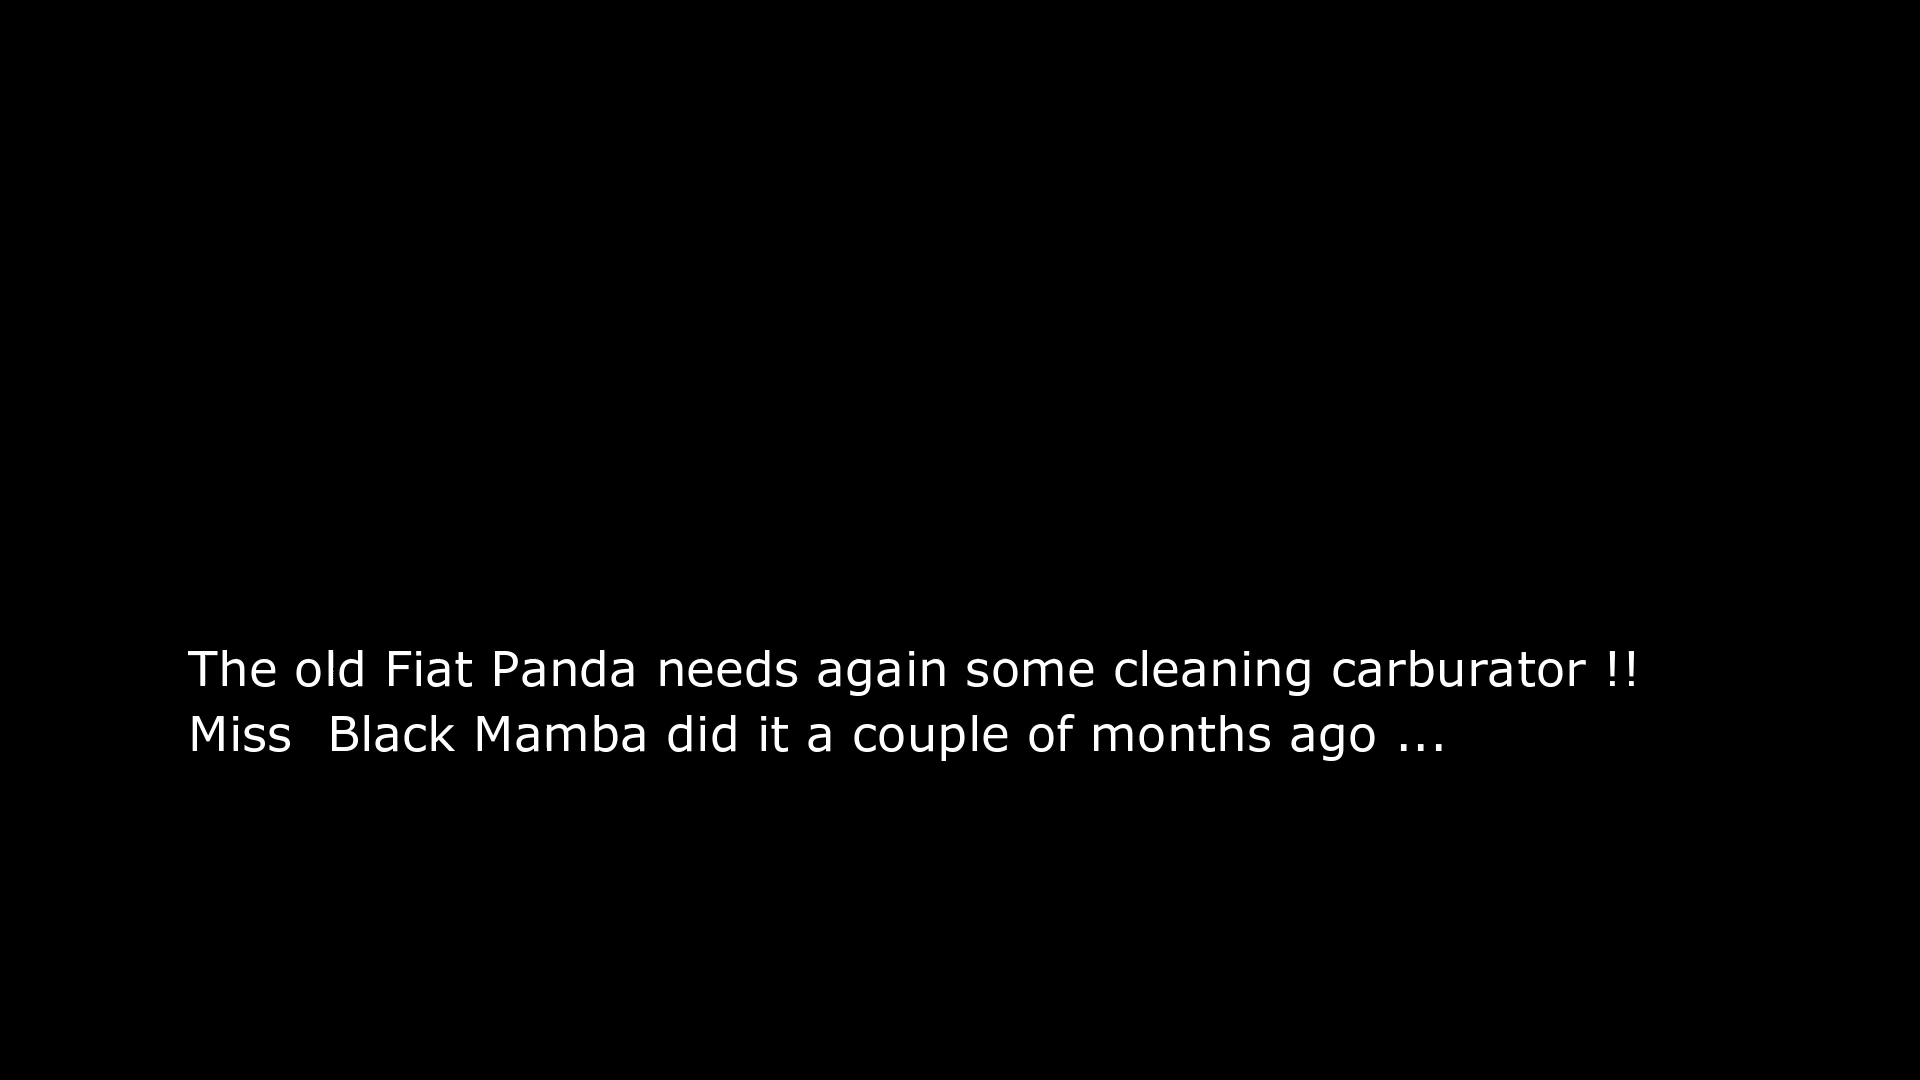 The old Fiat Panda needs again some cleaning carburator !!
Miss  Black Mamba did it a couple of months ago ...